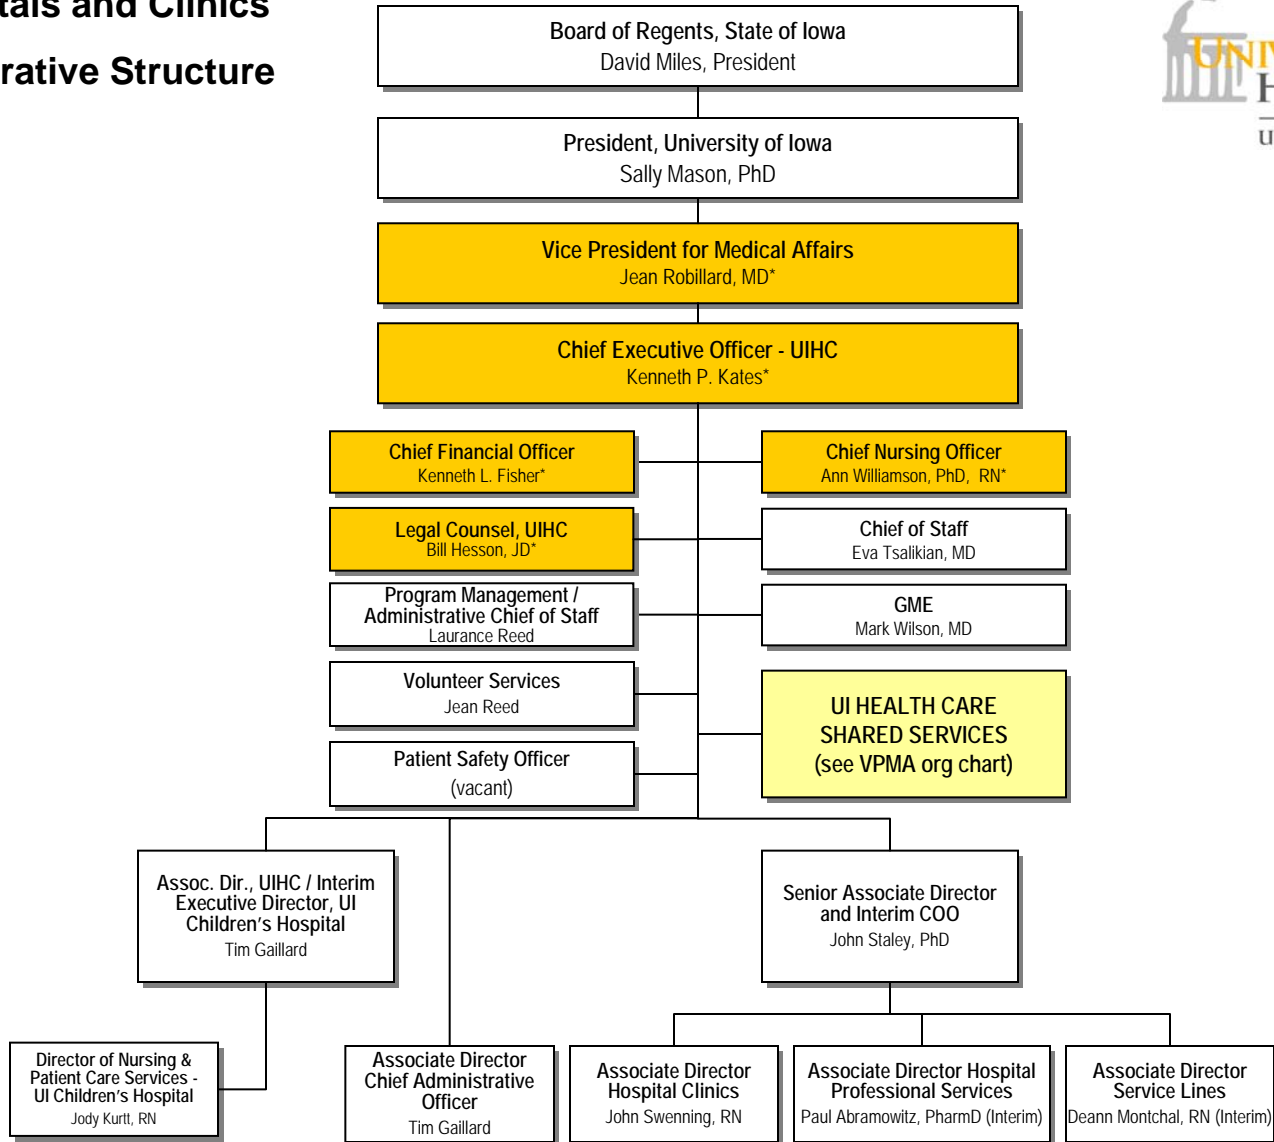 tals and Clinics
rative Structure
Board of Regents, State of Iowa
David Miles, President
President, University of Iowa
Sally Mason, PhD
Vice President for Medical Affairs
Jean Robillard, MD*
Chief Executive Officer - UIHC
Kenneth P. Kates*
Chief Financial Officer
Kenneth L. Fisher*
Chief Nursing Officer
Ann Williamson, PhD, RN*
Legal Counsel, UIHC
Bill Hesson, JD*
Chief of Staff
Eva Tsalikian, MD
Program Management /
Administrative Chief of Staff
Laurance Reed
GME
Mark Wilson, MD
Volunteer Services
Jean Reed
UI HEALTH CARE
SHARED SERVICES
(see VPMA org chart)
Patient Safety Officer
(vacant)
Assoc. Dir., UIHC / Interim
Executive Director, UI
Children's Hospital
Tim Gaillard
Senior Associate Director
and Interim COO
John Staley, PhD
Director of Nursing &
Patient Care Services -
UI Children's Hospital
Jody Kurtt, RN
Associate Director
Chief Administrative
Officer
Tim Gaillard
Associate Director
Hospital Clinics
John Swenning, RN
Associate Director Hospital
Professional Services
Paul Abramowitz, PharmD (Interim)
Associate Director
Service Lines
Deann Montchal, RN (Interim)